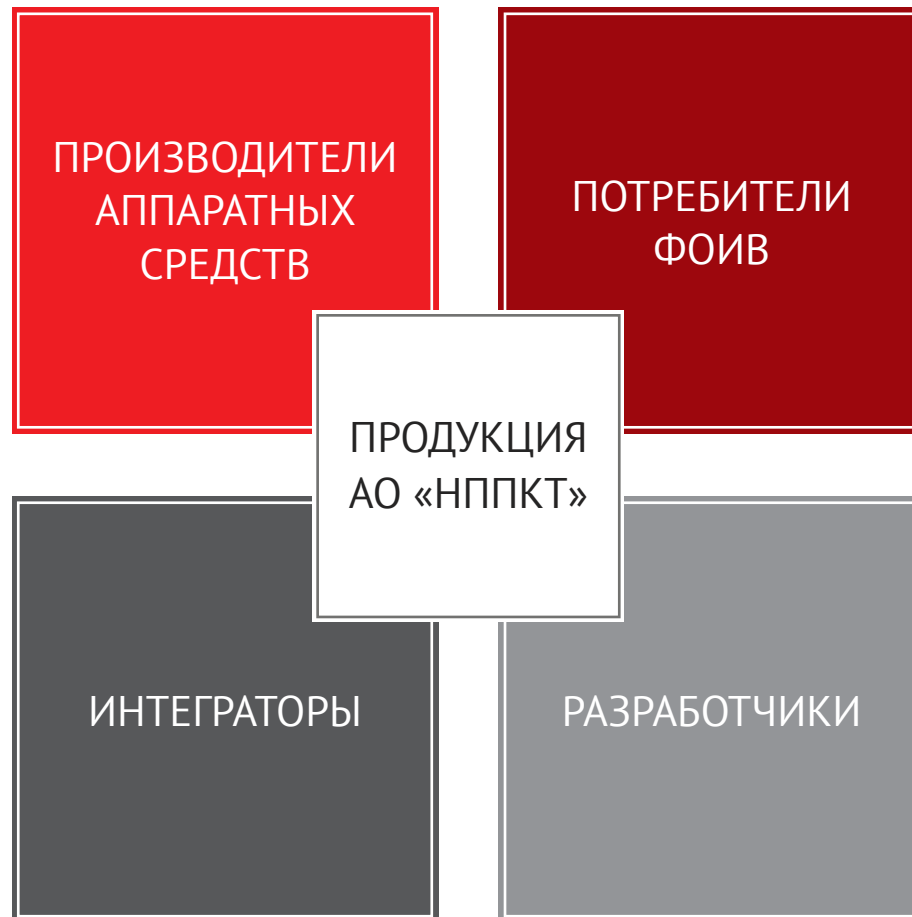 ПРОИЗВОДИТЕЛИ
АППАРАТНЫХ
СРЕДСТВ
ПОТРЕБИТЕЛИ
ФОИВ
ПРОДУКЦИЯ
АО «НППКТ»
ИНТЕГРАТОРЫ
РАЗРАБОТЧИКИ